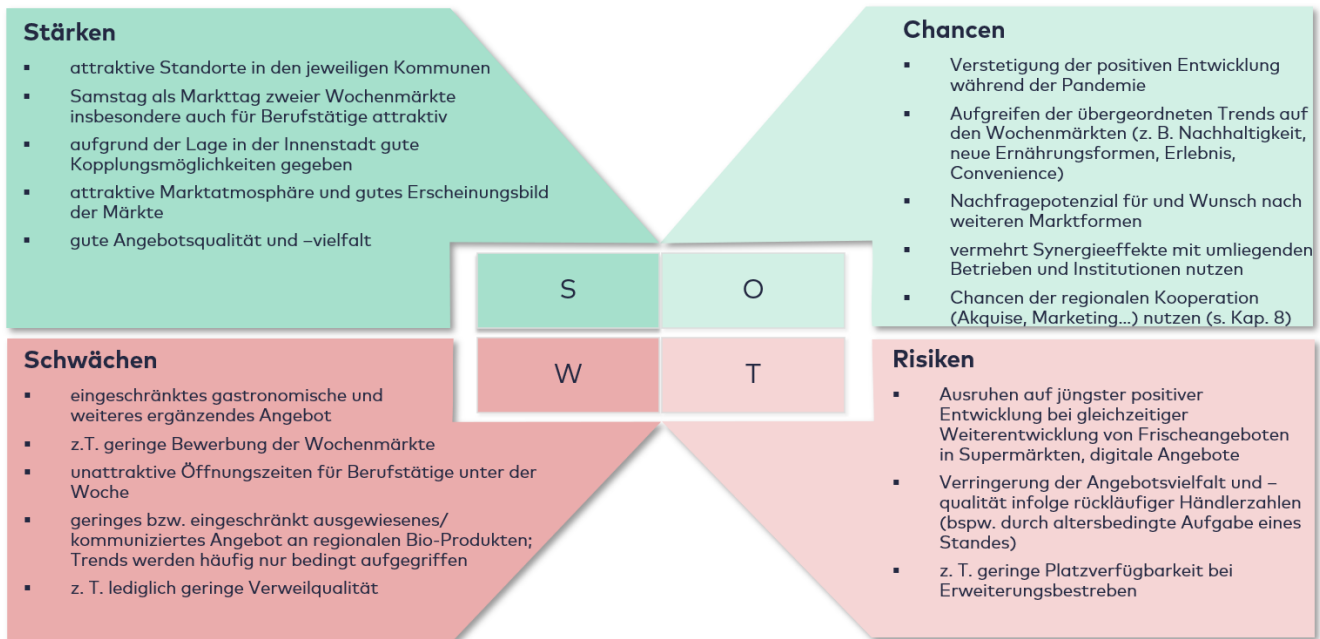 Stärken
▪ attraktive Standorte in den jeweiligen Kommunen
▪ Samstag als Markttag zweier Wochenmärkte
insbesondere auch für Berufstätige attraktiv
▪ aufgrund der Lage in der Innenstadt gute
Kopplungsmöglichkeiten gegeben
▪ attraktive Marktatmosphäre und gutes Erscheinungsbild
der Märkte
▪ gute Angebotsqualität und –vielfalt
Chancen
▪ Verstetigung der positiven Entwicklung
während der Pandemie
▪ Aufgreifen der übergeordneten Trends auf
den Wochenmärkten (z. B. Nachhaltigkeit,
neue Ernährungsformen, Erlebnis,
Convenience)
▪ Nachfragepotenzial für und Wunsch nach
weiteren Marktformen
▪ vermehrt Synergieeffekte mit umliegenden
Betrieben und Institutionen nutzen
▪ Chancen der regionalen Kooperation
(Akquise, Marketing...) nutzen (s. Kap. 8)
S
O
W
T
Schwächen
▪ eingeschränktes gastronomische und
weiteres ergänzendes Angebot
▪ z.T. geringe Bewerbung der Wochenmärkte
▪ unattraktive Öffnungszeiten für Berufstätige unter der
Woche
▪ geringes bzw. eingeschränkt ausgewiesenes/
kommuniziertes Angebot an regionalen Bio-Produkten;
Trends werden häufig nur bedingt aufgegriffen
▪ z. T. lediglich geringe Verweilqualität
Risiken
▪ Ausruhen auf jüngster positiver
Entwicklung bei gleichzeitiger
Weiterentwicklung von Frischeangeboten
in Supermärkten, digitale Angebote
▪ Verringerung der Angebotsvielfalt und –
qualität infolge rückläufiger Händlerzahlen
(bspw. durch altersbedingte Aufgabe eines
Standes)
▪ z. T. geringe Platzverfügbarkeit bei
Erweiterungsbestreben